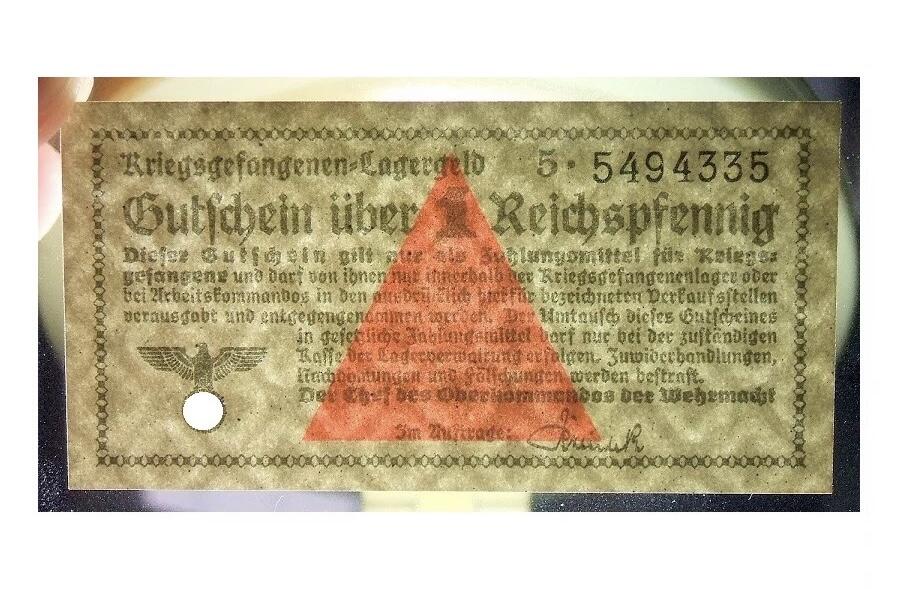 Kriegsgefangenen-Lagergeld 5 · 5494335
Gutschein über 1 Reichspfennig
Dieser Gutschein gilt nur als Zahlungsmittel für Kriegs-
gefangene und darf von ihnen nur innerhalb der Kriegsgefangenenlager oder
bei Arbeitskommandos in den ausdrücklich hierfür bezeichneten Verkaufsstellen
verausgabt und entgegengenommen werden. Der Umtausch dieses Gutscheines
in gesetzliche Zahlungsmittel darf nur bei der zuständigen
Kasse der Lagerverwaltung erfolgen. Zuwiderhandlungen,
Nachahmungen und Fälschungen werden bestraft.
Der Chef des Oberkommandos der Wehrmacht
Im Auftrage: